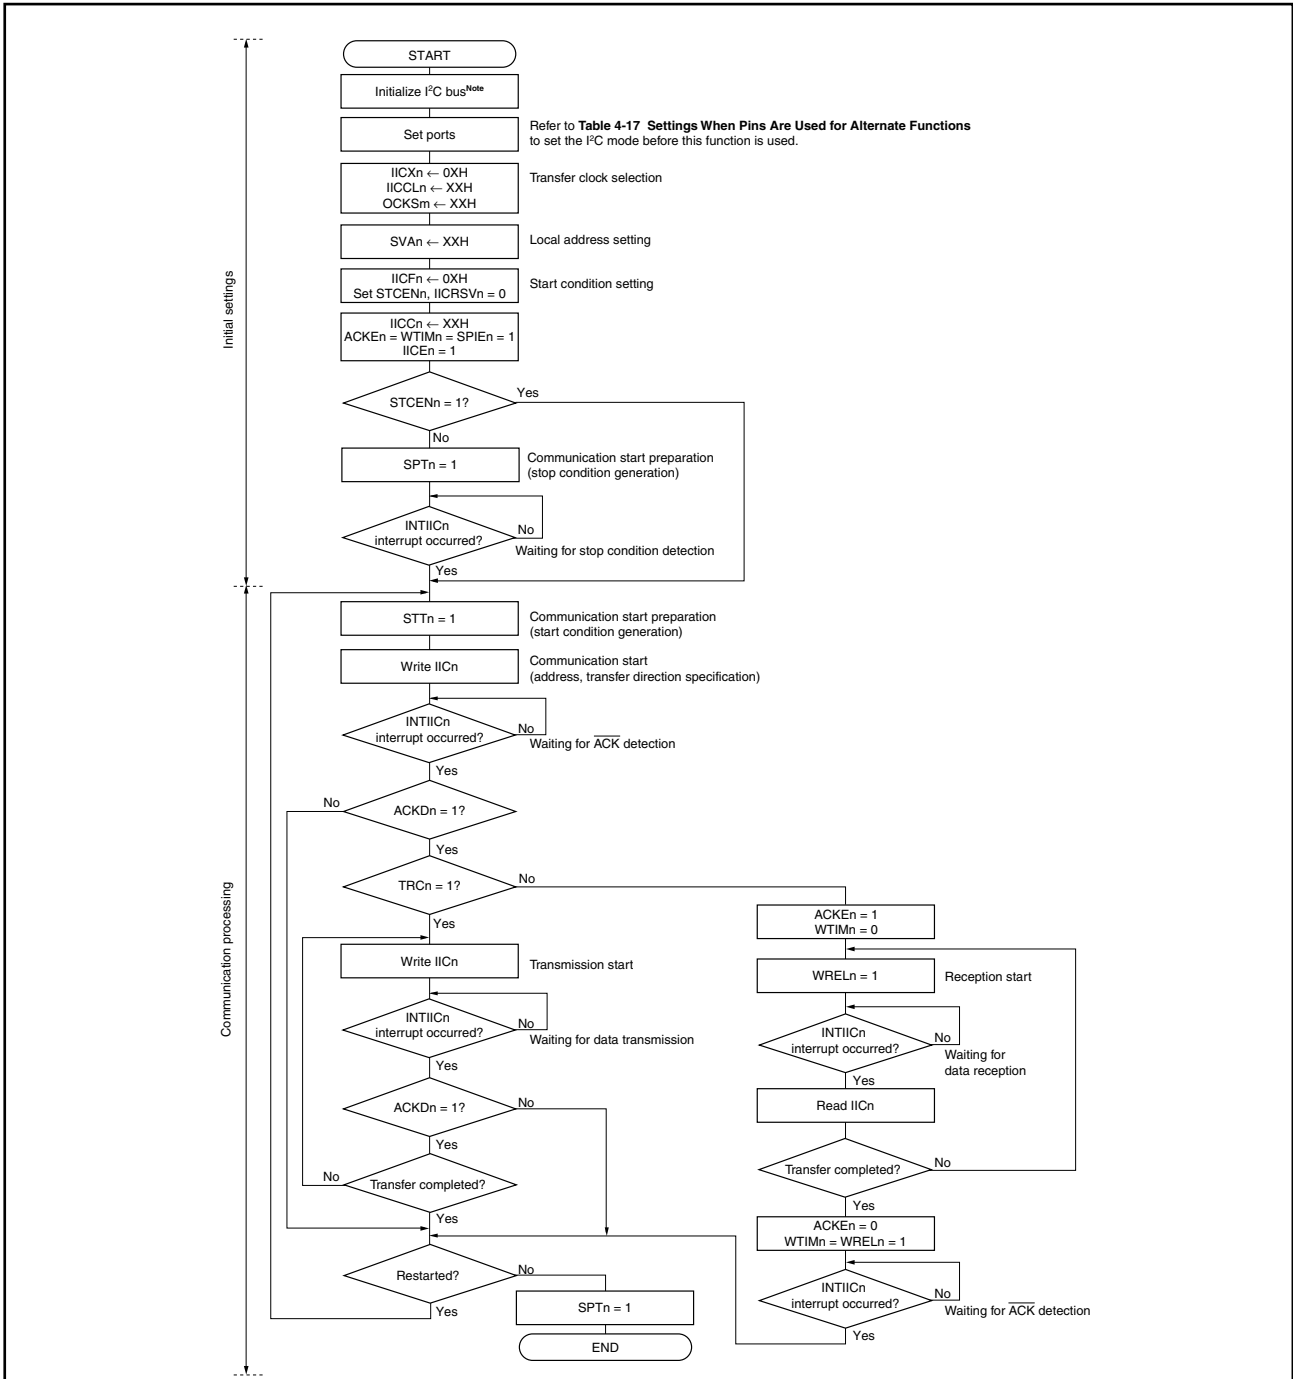 START
Initialize I²C busNote
Set ports
Refer to Table 4-17 Settings When Pins Are Used for Alternate Functions
to set the I²C mode before this function is used.
IICXn ← 0XH
IICCLn ← XXH
OCKSm ← XXH
Transfer clock selection
SVAn ← XXH
Local address setting
IICFn ← 0XH
Set STCENn, IICRSVn = 0
Start condition setting
IICCn ← XXH
ACKEn = WTIMn = SPIEn = 1
IICEn = 1
Initial settings
STCENn = 1?
Yes
No
SPTn = 1
Communication start preparation
(stop condition generation)
INTIICn
interrupt occurred?
No
Waiting for stop condition detection
Yes
STTn = 1
Communication start preparation
(start condition generation)
Write IICn
Communication start
(address, transfer direction specification)
INTIICn
interrupt occurred?
No
Waiting for ACK detection
Yes
No
ACKDn = 1?
Yes
TRCn = 1?
No
Yes
Communication processing
ACKEn = 1
WTIMn = 0
Write IICn
Transmission start
WRELn = 1
Reception start
INTIICn
interrupt occurred?
No
Waiting for data transmission
Yes
INTIICn
interrupt occurred?
No
Waiting for
data reception
Yes
ACKDn = 1?
No
Yes
Read IICn
No
Transfer completed?
Yes
Transfer completed?
No
Yes
ACKEn = 0
WTIMn = WRELn = 1
Restarted?
No
Yes
INTIICn
interrupt occurred?
No
Waiting for ACK detection
Yes
SPTn = 1
END